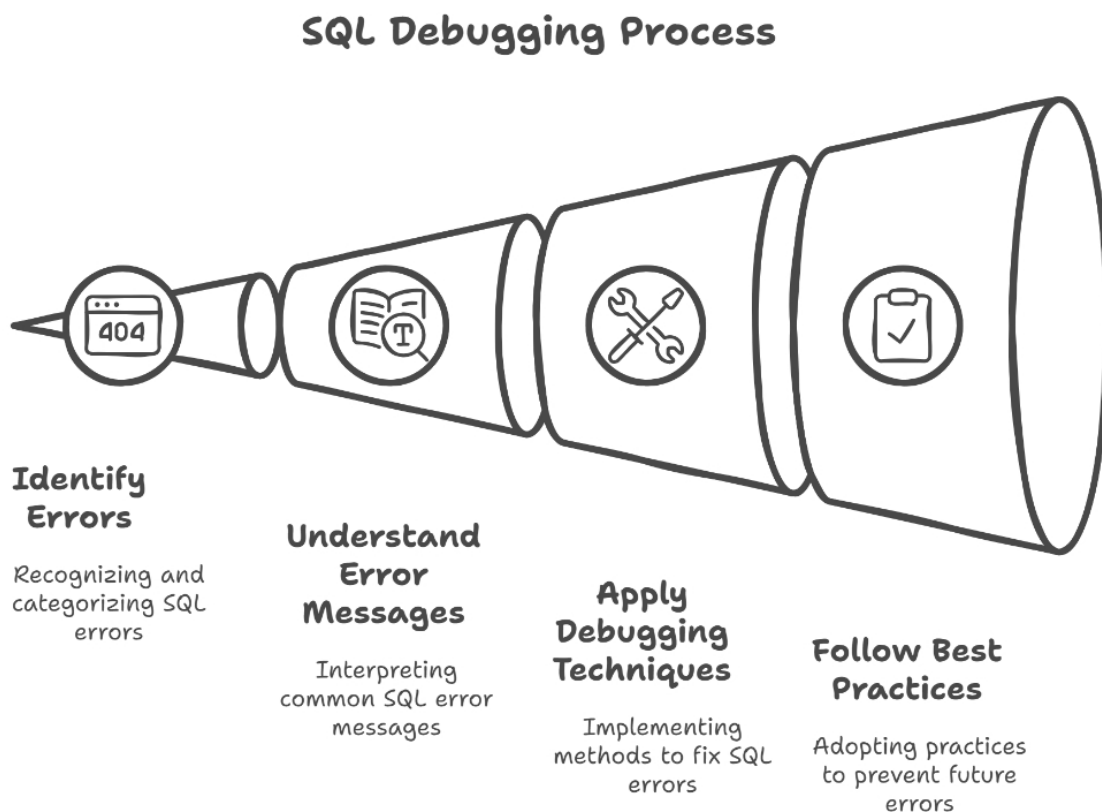 SQL Debugging Process
404
T
Identify
Errors
Recognizing and
categorizing SQL
errors
Understand
Error
Messages
Interpreting
common SQL error
messages
Apply
Debugging
Techniques
Implementing
methods to fix SQL
errors
Follow Best
Practices
Adopting practices
to prevent future
errors